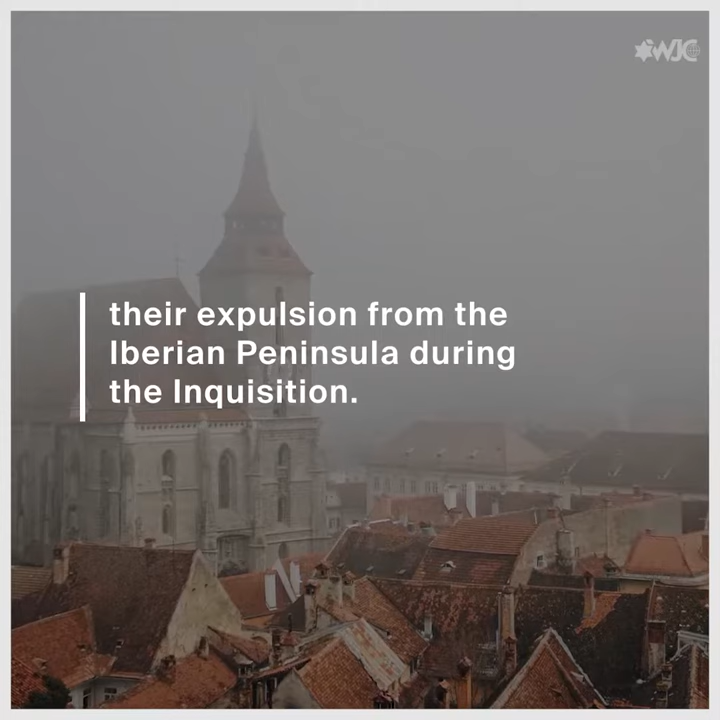 WJC
their expulsion from the
Iberian Peninsula during
the Inquisition.